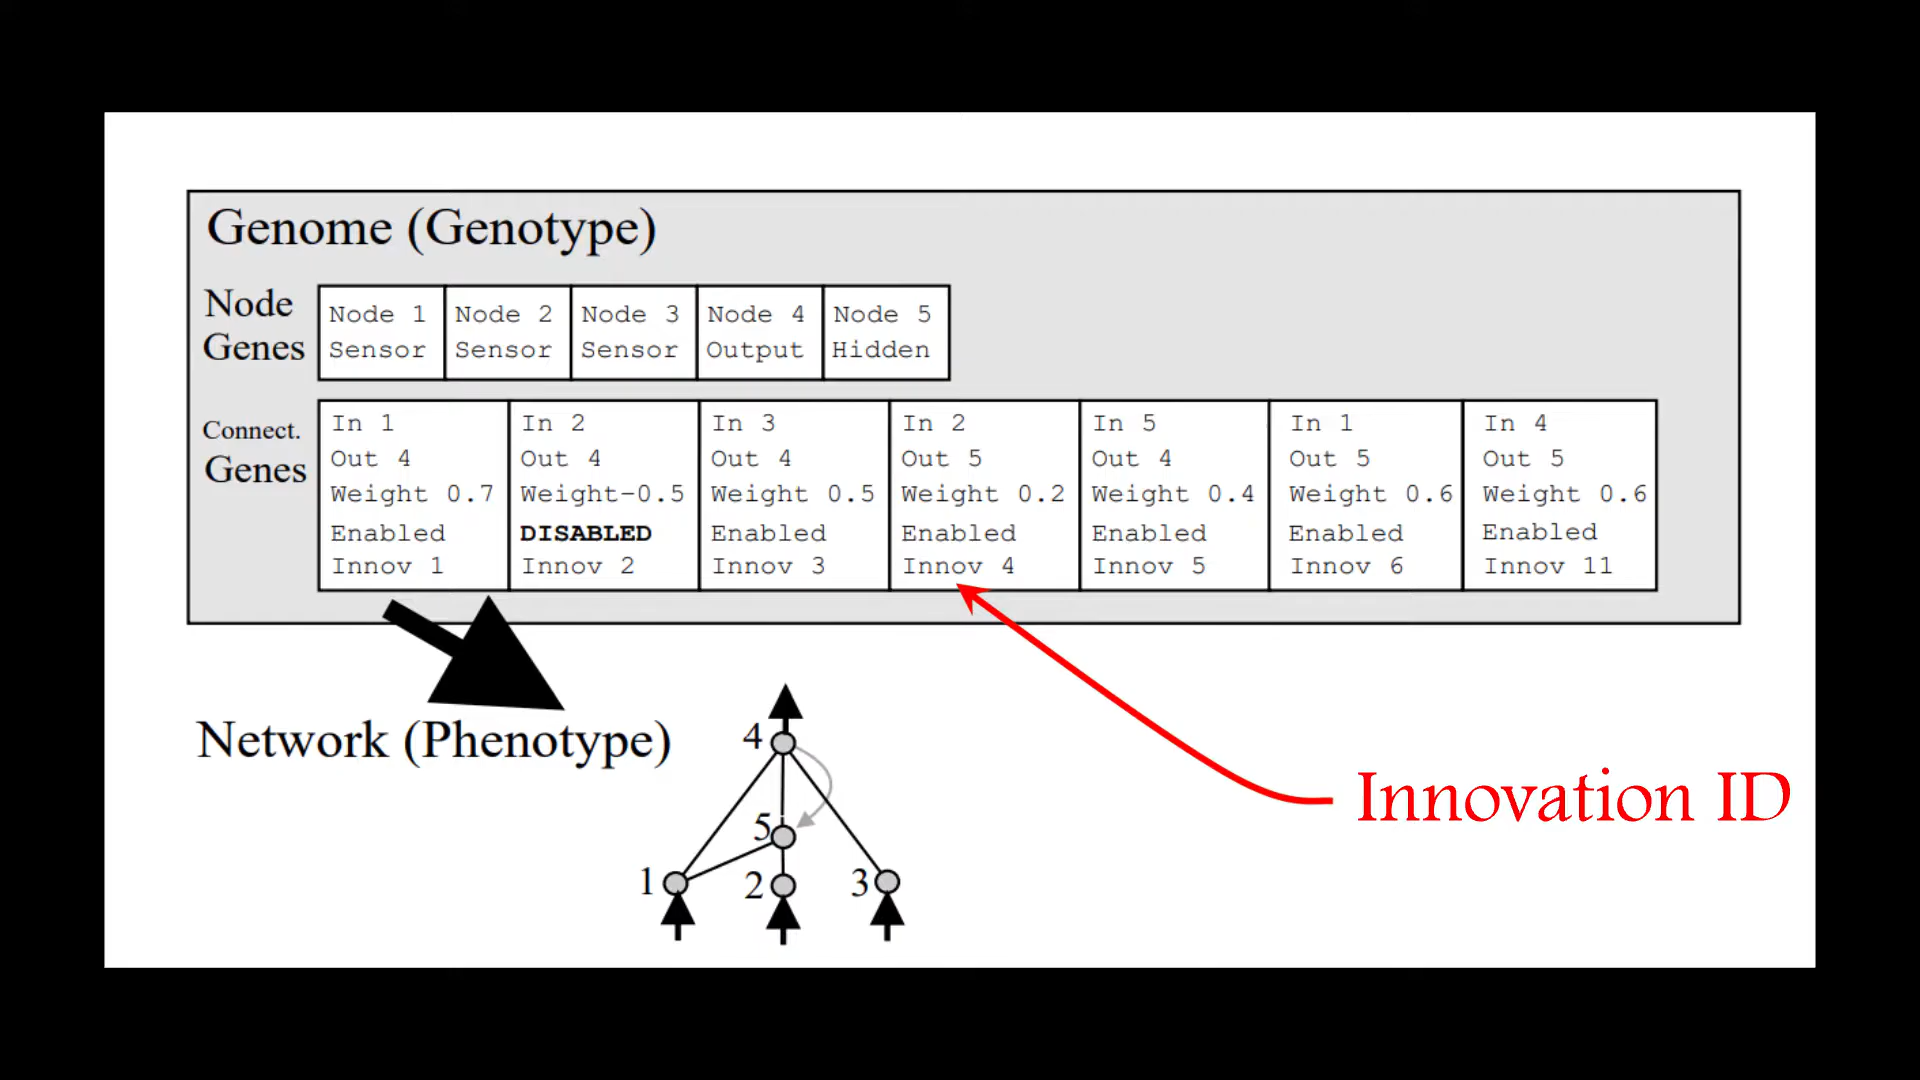 Genome (Genotype)
Node
Genes
Node 1
Sensor
Node 2
Sensor
Node 3
Sensor
Node 4
Output
Node 5
Hidden
Connect.
Genes
In 1
Out 4
Weight 0.7
Enabled
Innov 1
In 2
Out 4
Weight-0.5
DISABLED
Innov 2
In 3
Out 4
Weight 0.5
Enabled
Innov 3
In 2
Out 5
Weight 0.2
Enabled
Innov 4
In 5
Out 4
Weight 0.4
Enabled
Innov 5
In 1
Out 5
Weight 0.6
Enabled
Innov 6
In 4
Out 5
Weight 0.6
Enabled
Innov 11
Network (Phenotype)
4
5
1
2
3
Innovation ID